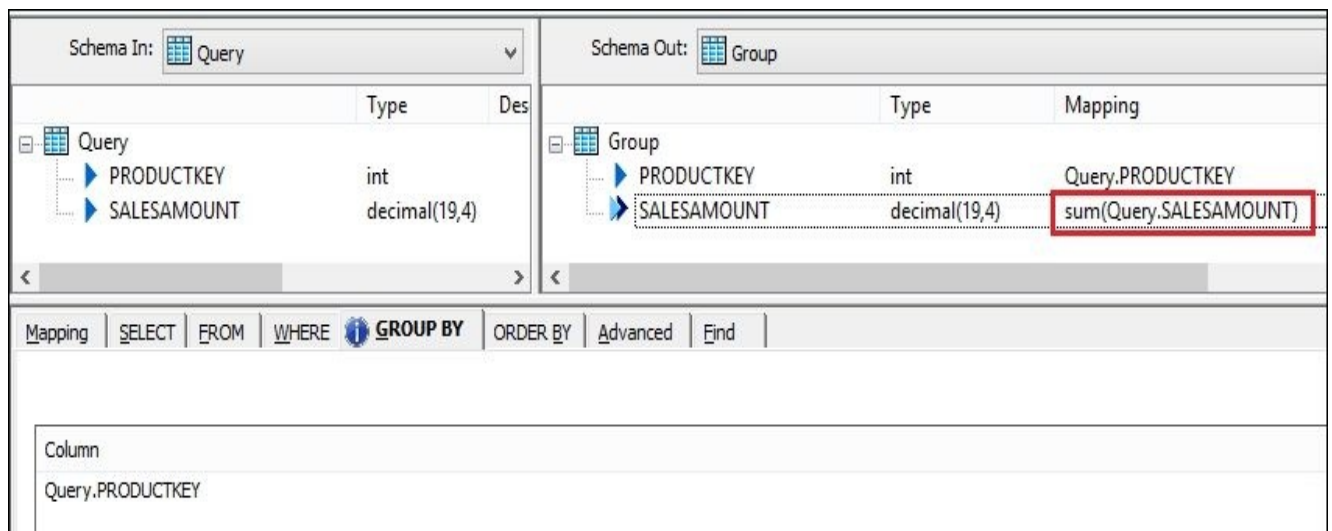 Schema In: Query
Schema Out: Group
Type Des
Query
PRODUCTKEY int
SALESAMOUNT decimal(19,4)
Type Mapping
Group
PRODUCTKEY int Query.PRODUCTKEY
SALESAMOUNT decimal(19,4) sum(Query.SALESAMOUNT)
Mapping SELECT FROM WHERE GROUP BY ORDER BY Advanced Find
Column
Query.PRODUCTKEY